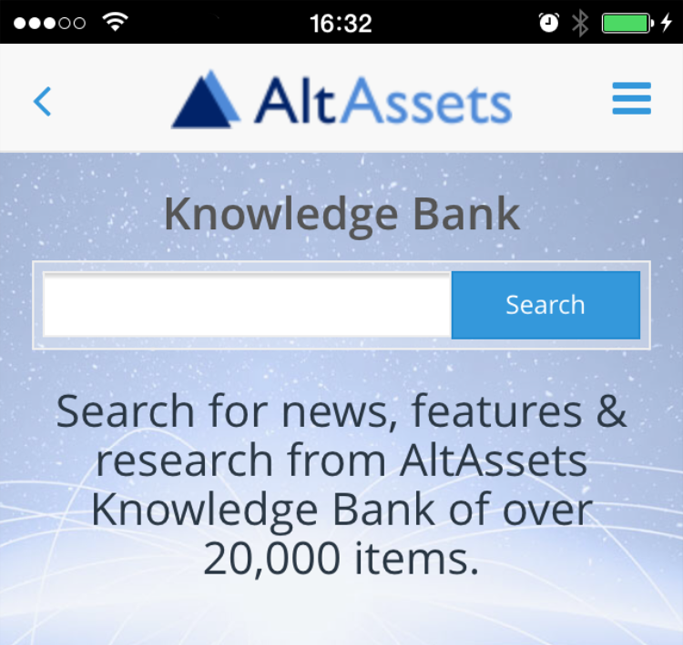 16:32
AltAssets
Knowledge Bank
Search
Search for news, features &
research from AltAssets
Knowledge Bank of over
20,000 items.